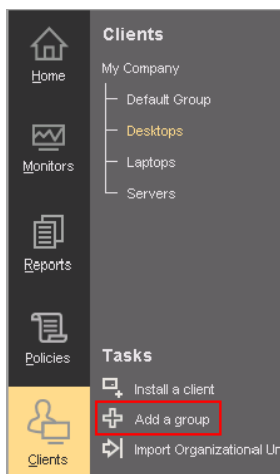 Home
Monitors
Reports
Policies
Clients
Clients
My Company
Default Group
Desktops
Laptops
Servers
Tasks
Install a client
Add a group
Import Organizational Un